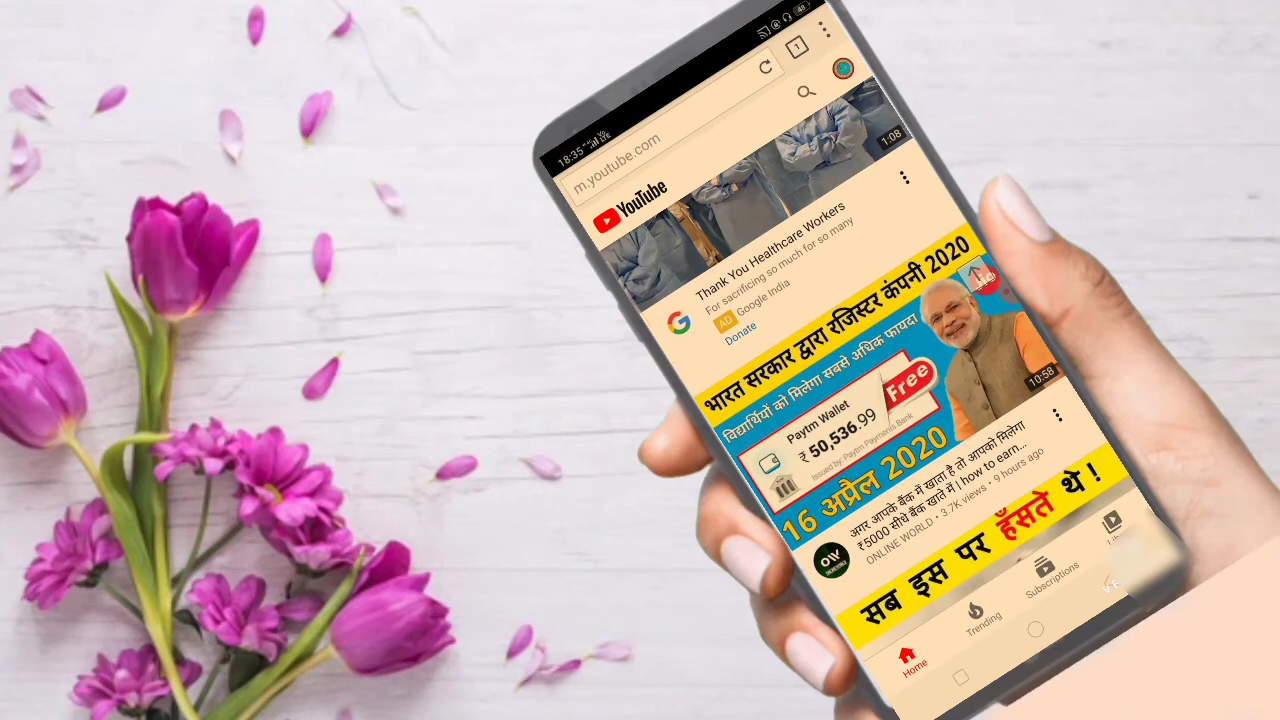 18:35
48
1
m.youtube.com
YouTube
1:08
Thank You Healthcare Workers
For sacrificing so much for so many
AD Google India
Donate
भारत सरकार द्वारा रजिस्टर कंपनी 2020
विद्यार्थियों को मिलेगा सबसे अधिक फायदा
Paytm Wallet
₹ 50,536.99
Free
Issued by: Paytm Payments Bank
16 अप्रैल 2020
10:58
अगर आपके बैंक में खाता है तो आपको मिलेगा
₹5000 सीधे बैंक खाते में | how to earn...
ONLINE WORLD • 3.7K views • 9 hours ago
OW
सब इस पर हँसते थे !
Home
Trending
Subscriptions